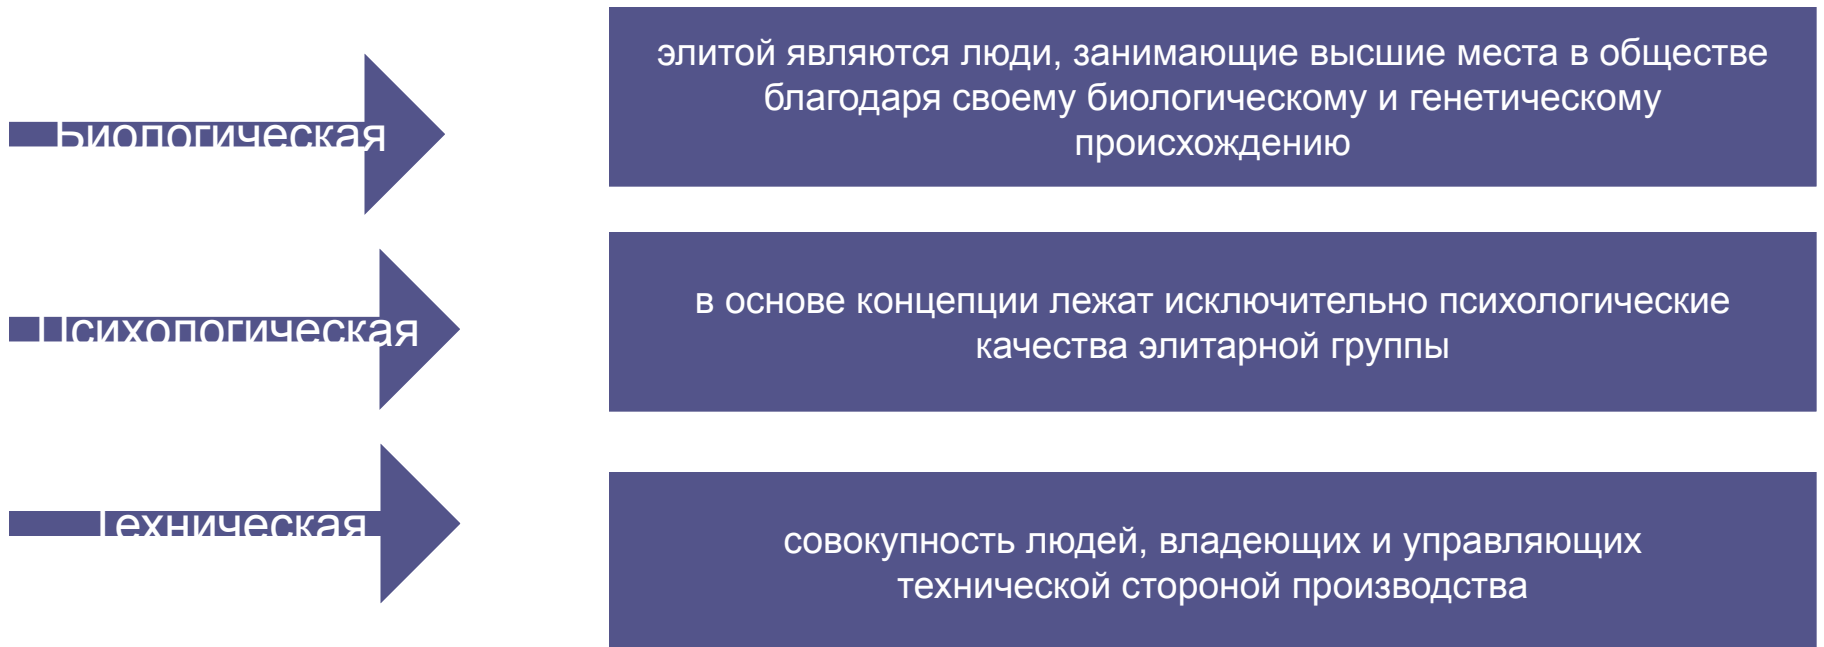 Биологическая
элитой являются люди, занимающие высшие места в обществе
благодаря своему биологическому и генетическому
происхождению
Психологическая
в основе концепции лежат исключительно психологические
качества элитарной группы
Техническая
совокупность людей, владеющих и управляющих
технической стороной производства